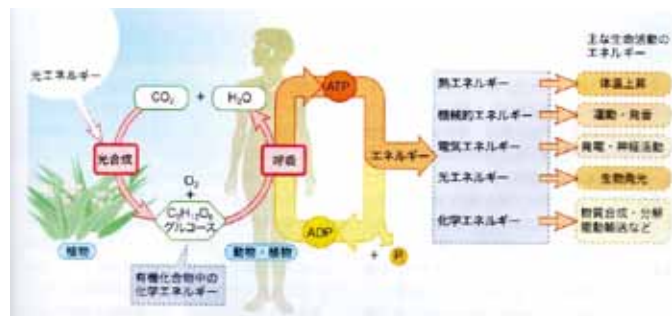 主な生命活動の
エネルギー
光エネルギー
CO₂ + H₂O
ATP
光合成
呼吸
エネルギー
O₂
+
C₆H₁₂O₆
グルコース
植物
動物・植物
ADP
+ P
有機化合物中の
化学エネルギー
熱エネルギー
体温上昇
機械的エネルギー
運動・発音
電気エネルギー
発電・神経活動
光エネルギー
生物発光
化学エネルギー
物質合成・分解
能動輸送など